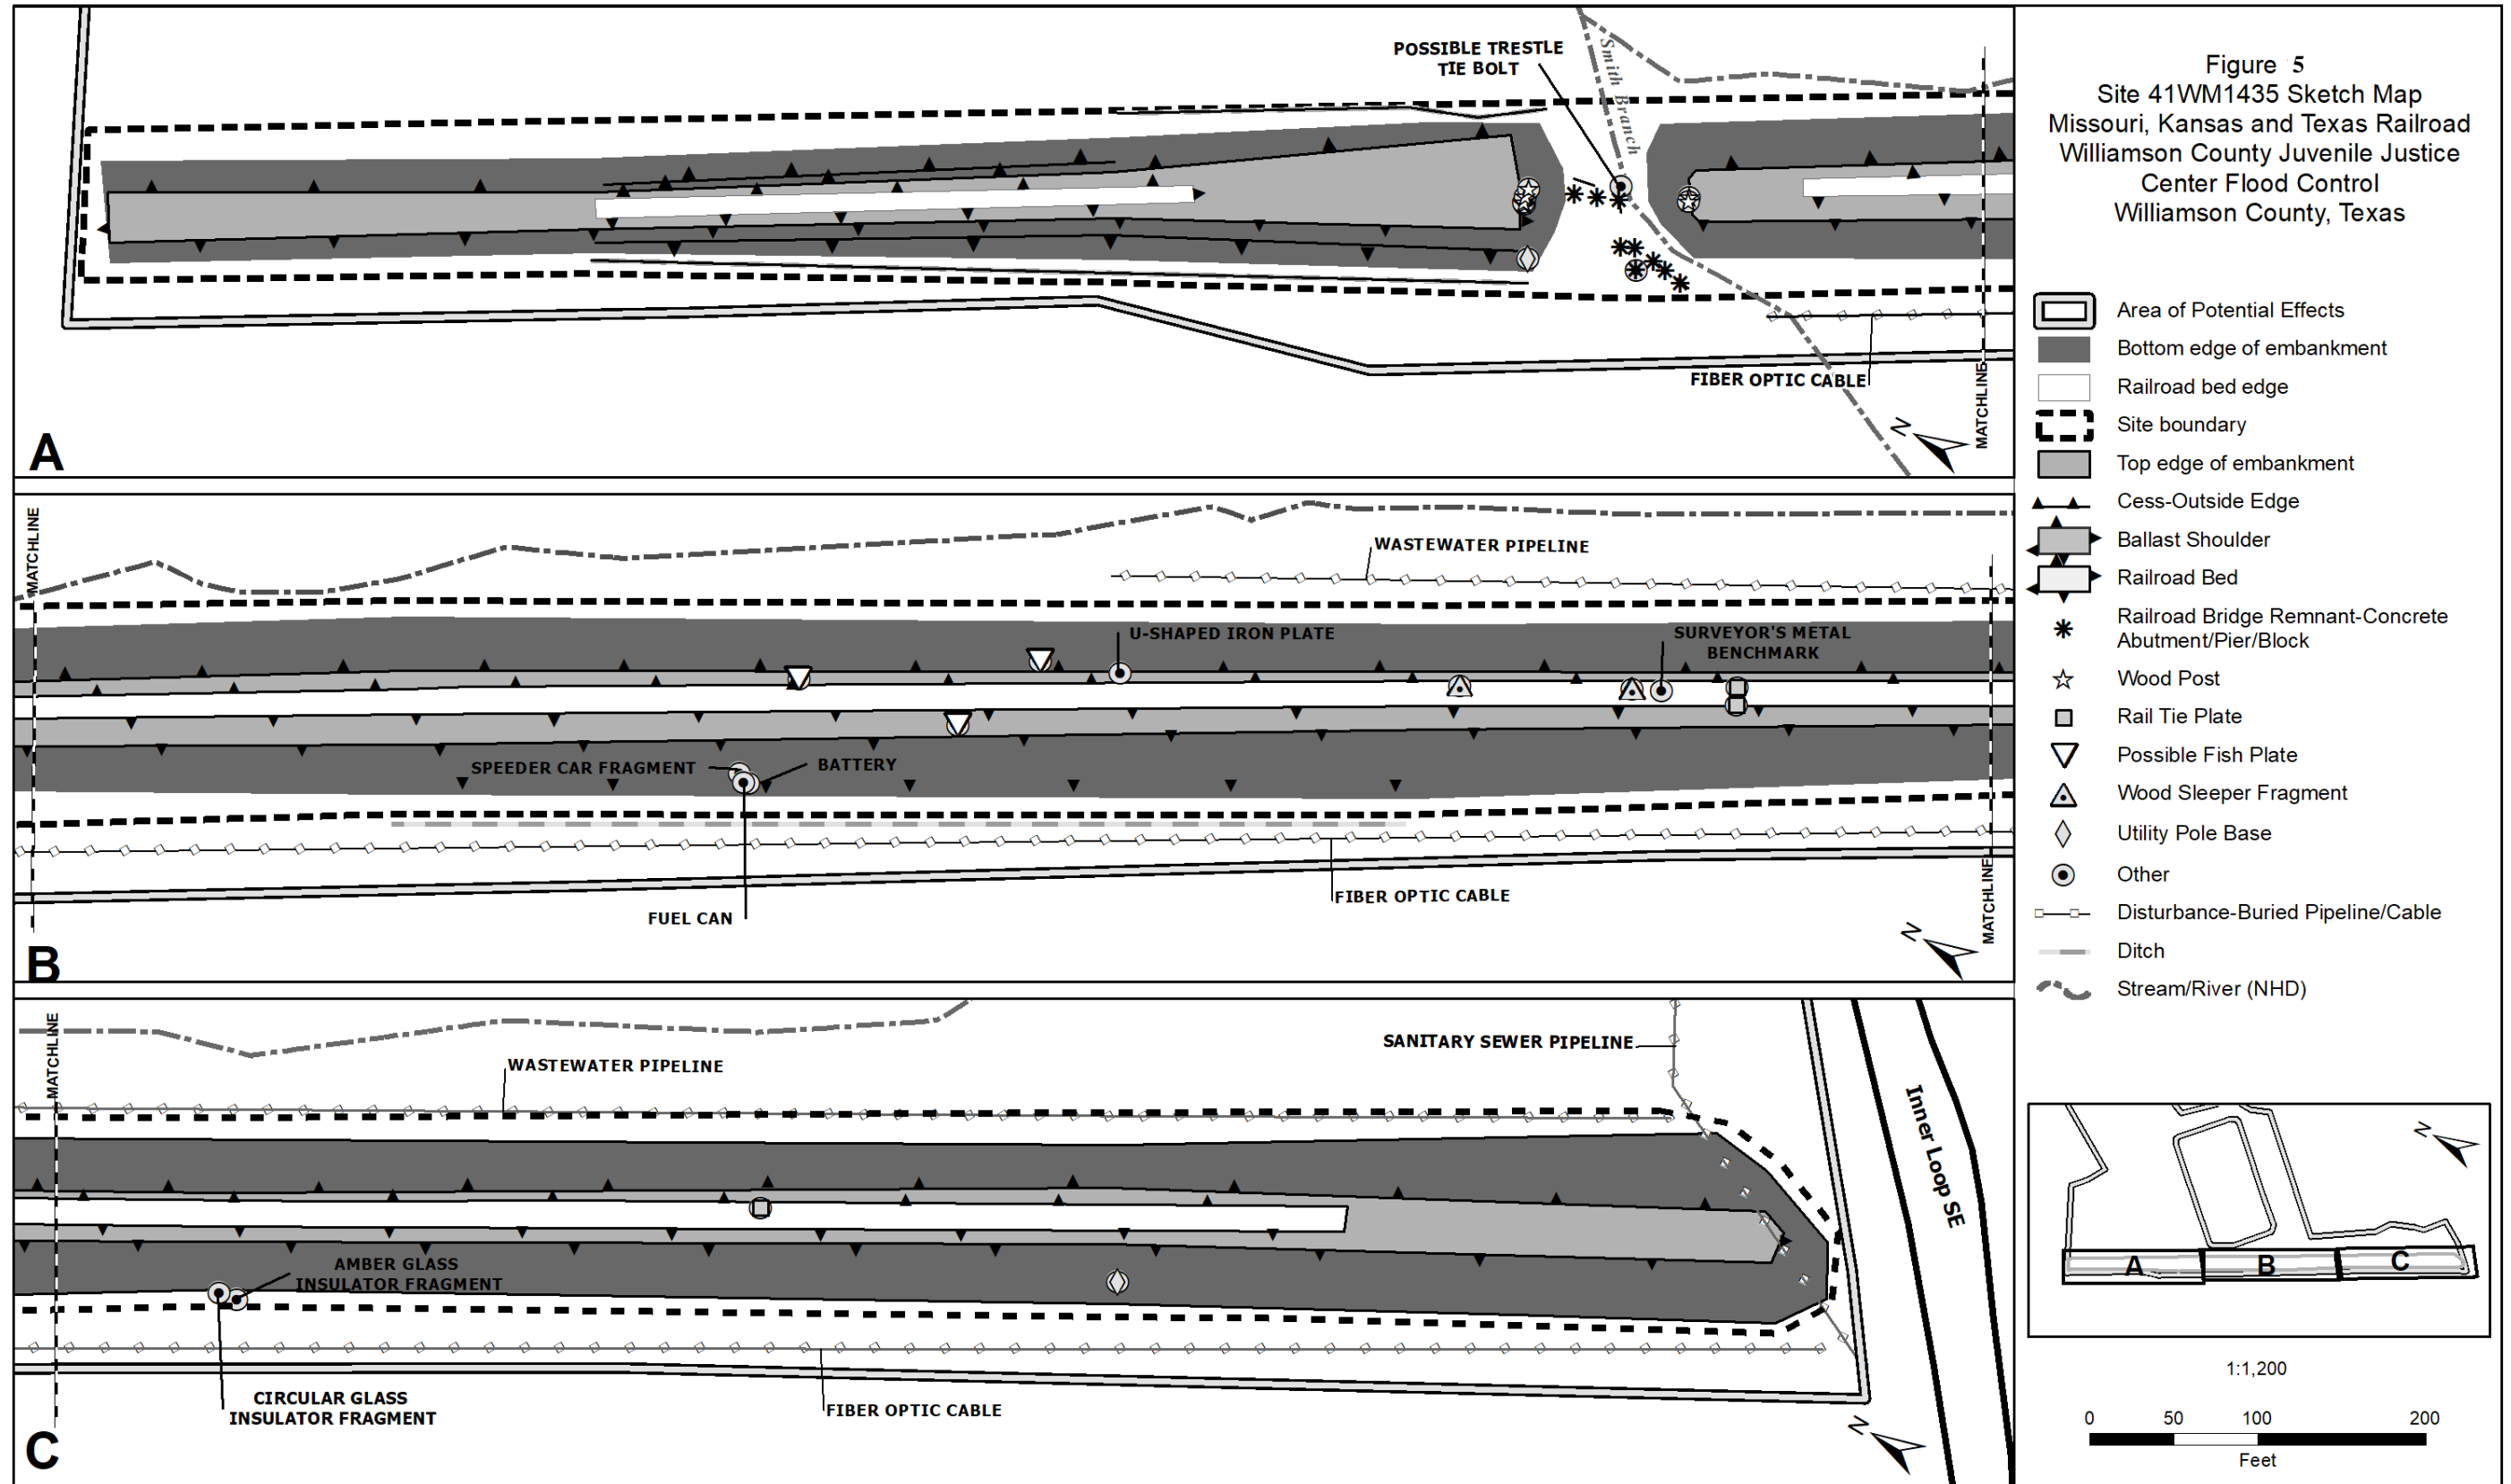 POSSIBLE TRESTLE
TIE BOLT
Smith Branch
FIBER OPTIC CABLE
MATCHLINE
N
A
MATCHLINE
WASTEWATER PIPELINE
U-SHAPED IRON PLATE
SURVEYOR'S METAL
BENCHMARK
SPEEDER CAR FRAGMENT
BATTERY
FUEL CAN
FIBER OPTIC CABLE
MATCHLINE
N
B
MATCHLINE
SANITARY SEWER PIPELINE
WASTEWATER PIPELINE
Inner Loop SE
AMBER GLASS
INSULATOR FRAGMENT
CIRCULAR GLASS
INSULATOR FRAGMENT
FIBER OPTIC CABLE
N
C
Figure 5
Site 41WM1435 Sketch Map
Missouri, Kansas and Texas Railroad
Williamson County Juvenile Justice
Center Flood Control
Williamson County, Texas
Area of Potential Effects
Bottom edge of embankment
Railroad bed edge
Site boundary
Top edge of embankment
Cess-Outside Edge
Ballast Shoulder
Railroad Bed
Railroad Bridge Remnant-Concrete
Abutment/Pier/Block
Wood Post
Rail Tie Plate
Possible Fish Plate
Wood Sleeper Fragment
Utility Pole Base
Other
Disturbance-Buried Pipeline/Cable
Ditch
Stream/River (NHD)
N
A B C
1:1,200
0 50 100 200
Feet